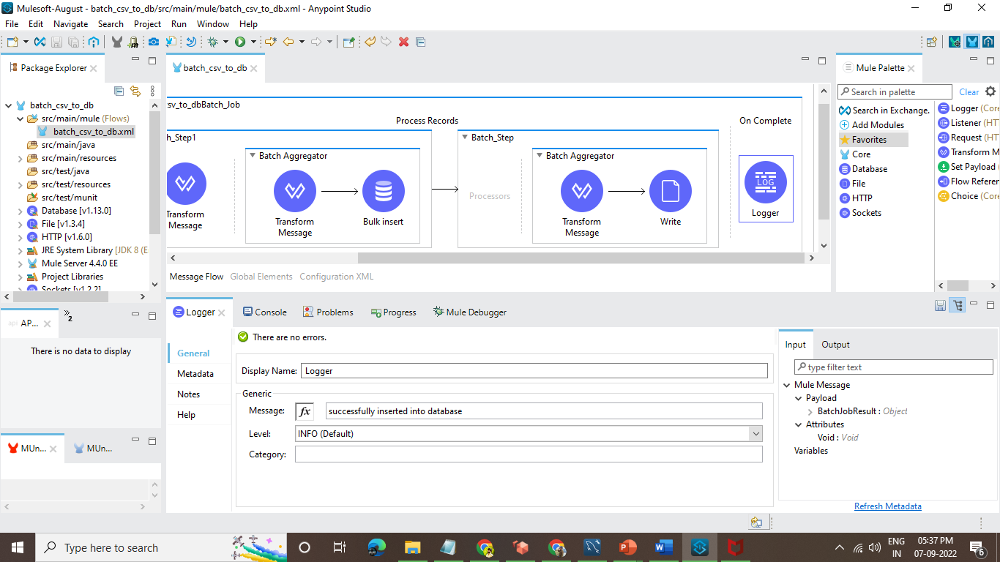 Mulesoft-August - batch_csv_to_db/src/main/mule/batch_csv_to_db.xml - Anypoint Studio
File Edit Navigate Search Project Run Window Help
Package Explorer
batch_csv_to_db
src/main/mule (Flows)
batch_csv_to_db.xml
src/main/java
src/main/resources
src/test/java
src/test/resources
src/test/munit
Database [v1.13.0]
File [v1.3.4]
HTTP [v1.6.0]
JRE System Library [JDK 8 (E
Mule Server 4.4.0 EE
Project Libraries
Sockets [v1.2.2]
batch_csv_to_db
sv_to_dbBatch_Job
Process Records
On Complete
h_Step1
Batch_Step
Batch Aggregator
Batch Aggregator
Transform
Message
Transform
Message
Bulk insert
Processors
Transform
Message
Write
LOG
Logger
Message Flow Global Elements Configuration XML
Mule Palette
Search in palette
Clear
Search in Exchange.
Add Modules
Favorites
Core
Database
File
HTTP
Sockets
Logger (Core
Listener (HT
Request (HT
Transform M
Set Payload (
Flow Referen
Choice (Core
AP...
2
There is no data to display
MUn...
MUn...
Logger
Console
Problems
Progress
Mule Debugger
General
Metadata
Notes
Help
There are no errors.
Display Name: Logger
Generic
Message: fx successfully inserted into database
Level: INFO (Default)
Category:
Input Output
type filter text
Mule Message
Payload
BatchJobResult : Object
Attributes
Void : Void
Variables
Refresh Metadata
Type here to search
ENG
IN
05:37 PM
07-09-2022
6